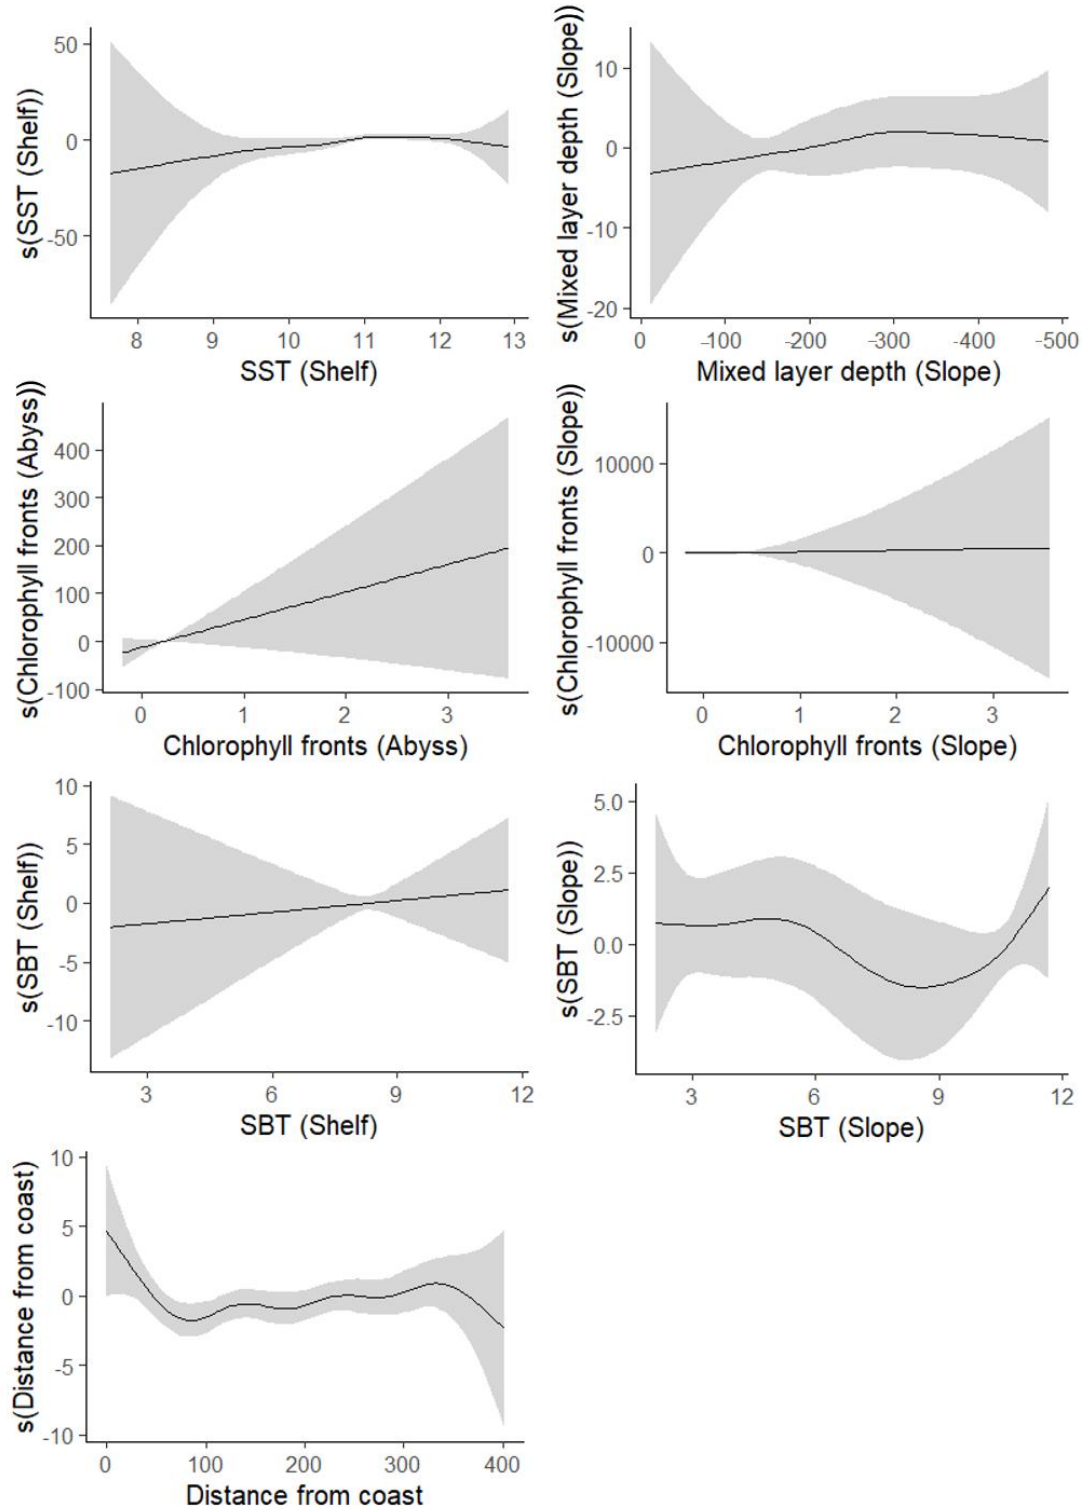 s(SST (Shelf))
50
0
-50
8 9 10 11 12 13
SST (Shelf)
s(Mixed layer depth (Slope))
10
0
-10
-20
0 -100 -200 -300 -400 -500
Mixed layer depth (Slope)
s(Chlorophyll fronts (Abyss))
400
300
200
100
0
-100
0 1 2 3
Chlorophyll fronts (Abyss)
s(Chlorophyll fronts (Slope))
10000
0
-10000
0 1 2 3
Chlorophyll fronts (Slope)
s(SBT (Shelf))
10
5
0
-5
-10
3 6 9 12
SBT (Shelf)
s(SBT (Slope))
5.0
2.5
0.0
-2.5
3 6 9 12
SBT (Slope)
s(Distance from coast)
10
5
0
-5
-10
0 100 200 300 400
Distance from coast